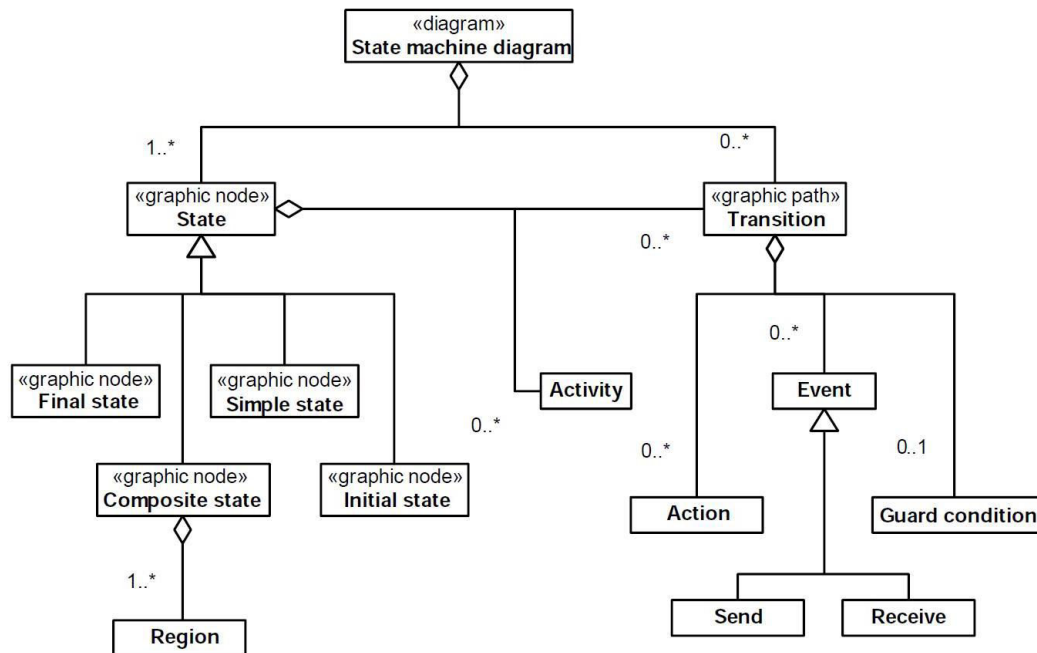 «diagram»
State machine diagram
1..*
0..*
«graphic node»
State
«graphic path»
Transition
0..*
0..*
«graphic node»
Final state
«graphic node»
Simple state
Activity
Event
0..*
0..*
0..1
«graphic node»
Composite state
«graphic node»
Initial state
Action
Guard condition
1..*
Send
Receive
Region